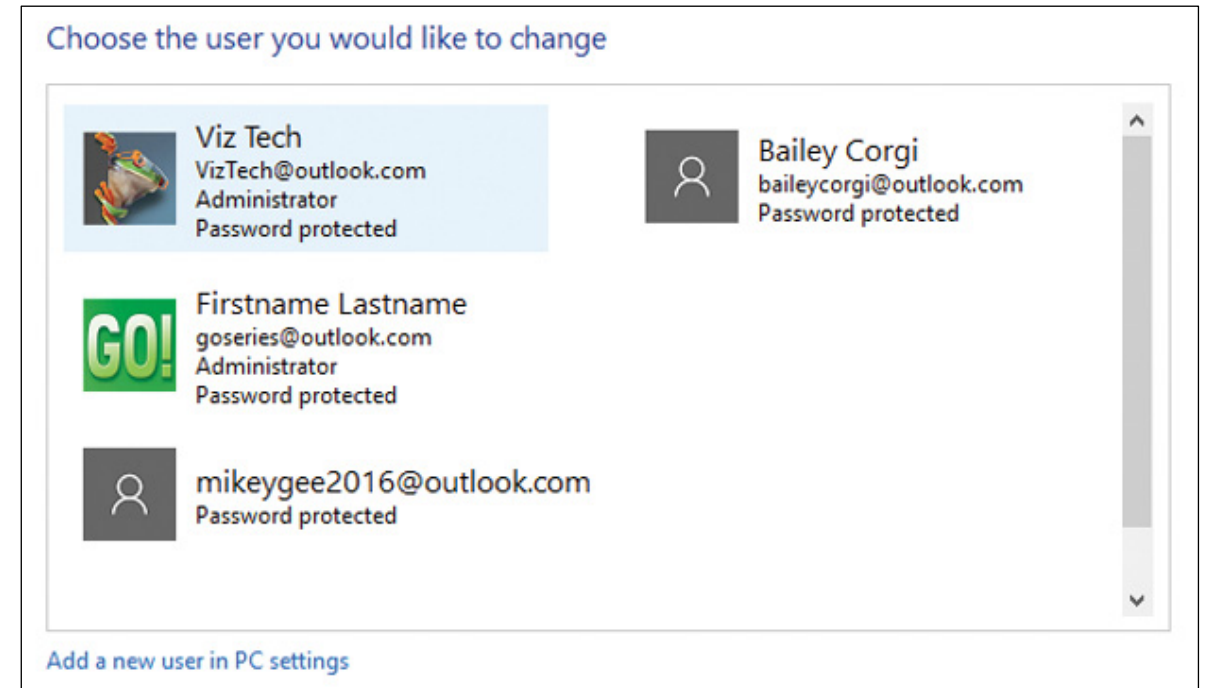 Choose the user you would like to change
Viz Tech
VizTech@outlook.com
Administrator
Password protected
Bailey Corgi
baileycorgi@outlook.com
Password protected
GO!
Firstname Lastname
goseries@outlook.com
Administrator
Password protected
mikeygee2016@outlook.com
Password protected
Add a new user in PC settings